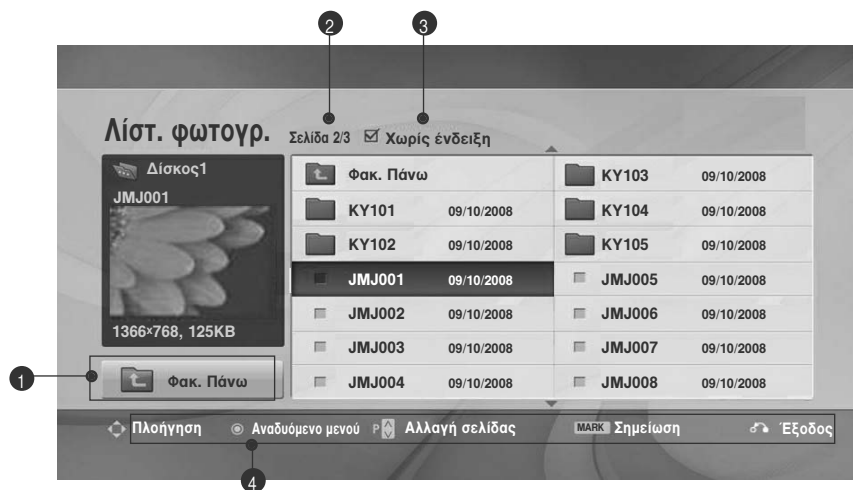 2 3
Λίστ. φωτογρ. Σελίδα 2/3 Χωρίς ένδειξη
Δίσκος1
JMJ001
1366x768, 125KB
Φακ. Πάνω
Φακ. Πάνω
KY101 09/10/2008
KY102 09/10/2008
JMJ001 09/10/2008
JMJ002 09/10/2008
JMJ003 09/10/2008
JMJ004 09/10/2008
KY103 09/10/2008
KY104 09/10/2008
KY105 09/10/2008
JMJ005 09/10/2008
JMJ006 09/10/2008
JMJ007 09/10/2008
JMJ008 09/10/2008
1
Πλοήγηση Αναδυόμενο μενού P Αλλαγή σελίδας MARK Σημείωση Έξοδος
4